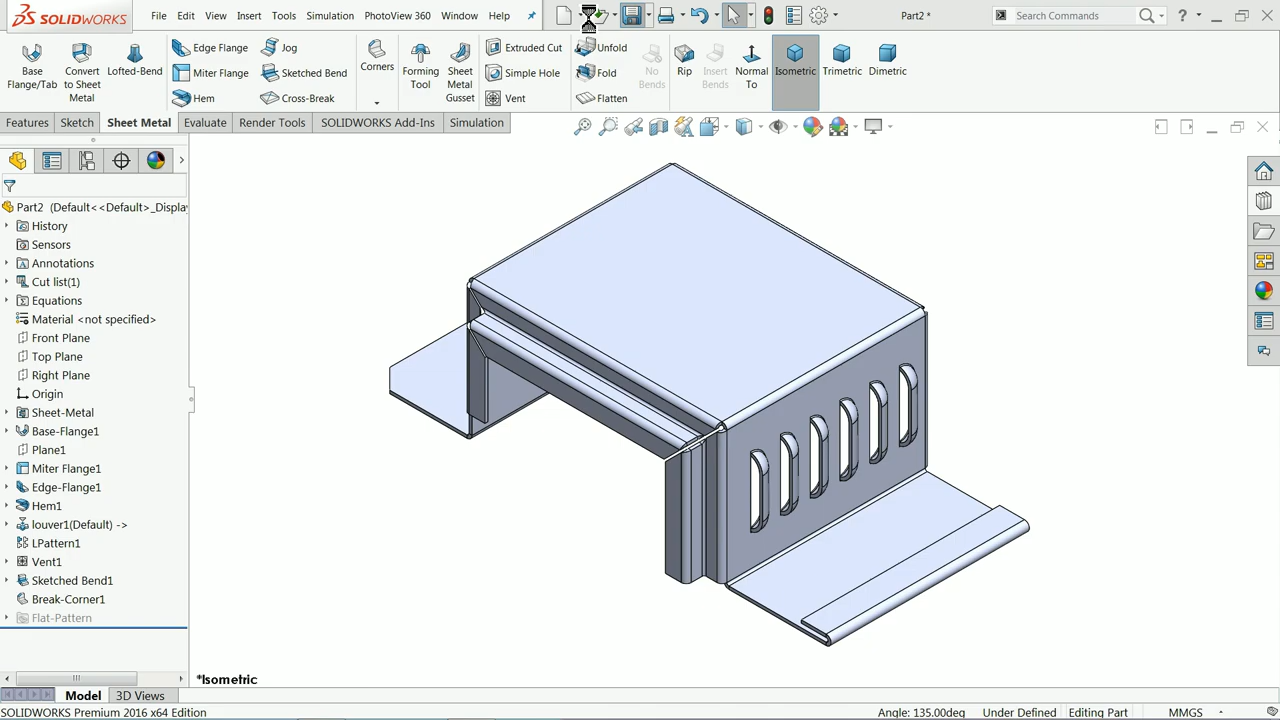 SOLIDWORKS
File Edit View Insert Tools Simulation PhotoView 360 Window Help
Part2 *
Search Commands
?
Base Flange/Tab
Convert to Sheet Metal
Lofted-Bend
Edge Flange
Miter Flange
Hem
Jog
Sketched Bend
Cross-Break
Corners
Forming Tool
Sheet Metal Gusset
Extruded Cut
Simple Hole
Vent
Unfold
Fold
Flatten
No Bends
Rip
Insert Bends
Normal To
Isometric
Trimetric
Dimetric
Features Sketch Sheet Metal Evaluate Render Tools SOLIDWORKS Add-Ins Simulation
Part2 (Default<<Default>_Display
History
Sensors
Annotations
Cut list(1)
Equations
Material <not specified>
Front Plane
Top Plane
Right Plane
Origin
Sheet-Metal
Base-Flange1
Plane1
Miter Flange1
Edge-Flange1
Hem1
louver1(Default) ->
LPattern1
Vent1
Sketched Bend1
Break-Corner1
Flat-Pattern
*Isometric
Model 3D Views
SOLIDWORKS Premium 2016 x64 Edition
Angle: 135.00deg Under Defined Editing Part MMGS